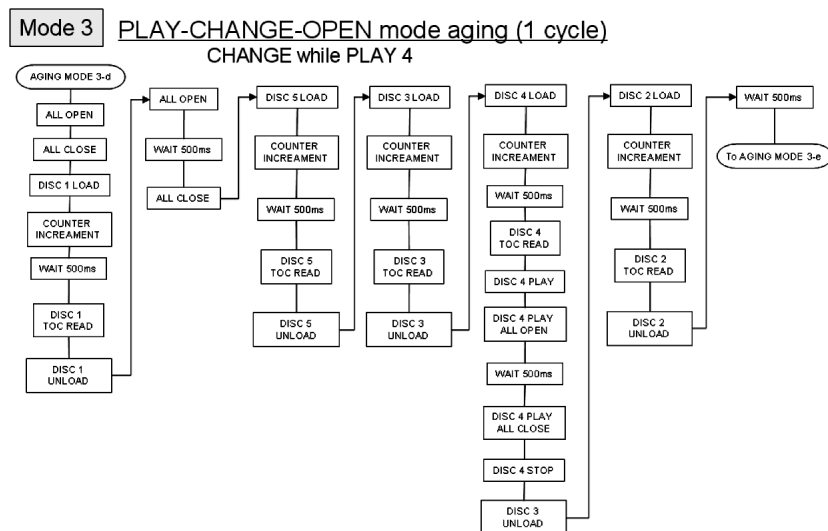 Mode 3
PLAY-CHANGE-OPEN mode aging (1 cycle)
CHANGE while PLAY 4
AGING MODE 3-d
ALL OPEN
ALL CLOSE
DISC 1 LOAD
COUNTER
INCREAMENT
WAIT 500ms
DISC 1
TOC READ
DISC 1
UNLOAD
ALL OPEN
WAIT 500ms
ALL CLOSE
DISC 5 LOAD
COUNTER
INCREAMENT
WAIT 500ms
DISC 5
TOC READ
DISC 5
UNLOAD
DISC 3 LOAD
COUNTER
INCREAMENT
WAIT 500ms
DISC 3
TOC READ
DISC 3
UNLOAD
DISC 4 LOAD
COUNTER
INCREAMENT
WAIT 500ms
DISC 4
TOC READ
DISC 4 PLAY
DISC 4 PLAY
ALL OPEN
WAIT 500ms
DISC 4 PLAY
ALL CLOSE
DISC 4 STOP
DISC 3
UNLOAD
DISC 2 LOAD
COUNTER
INCREAMENT
WAIT 500ms
DISC 2
TOC READ
DISC 2
UNLOAD
WAIT 500ms
To AGING MODE 3-e